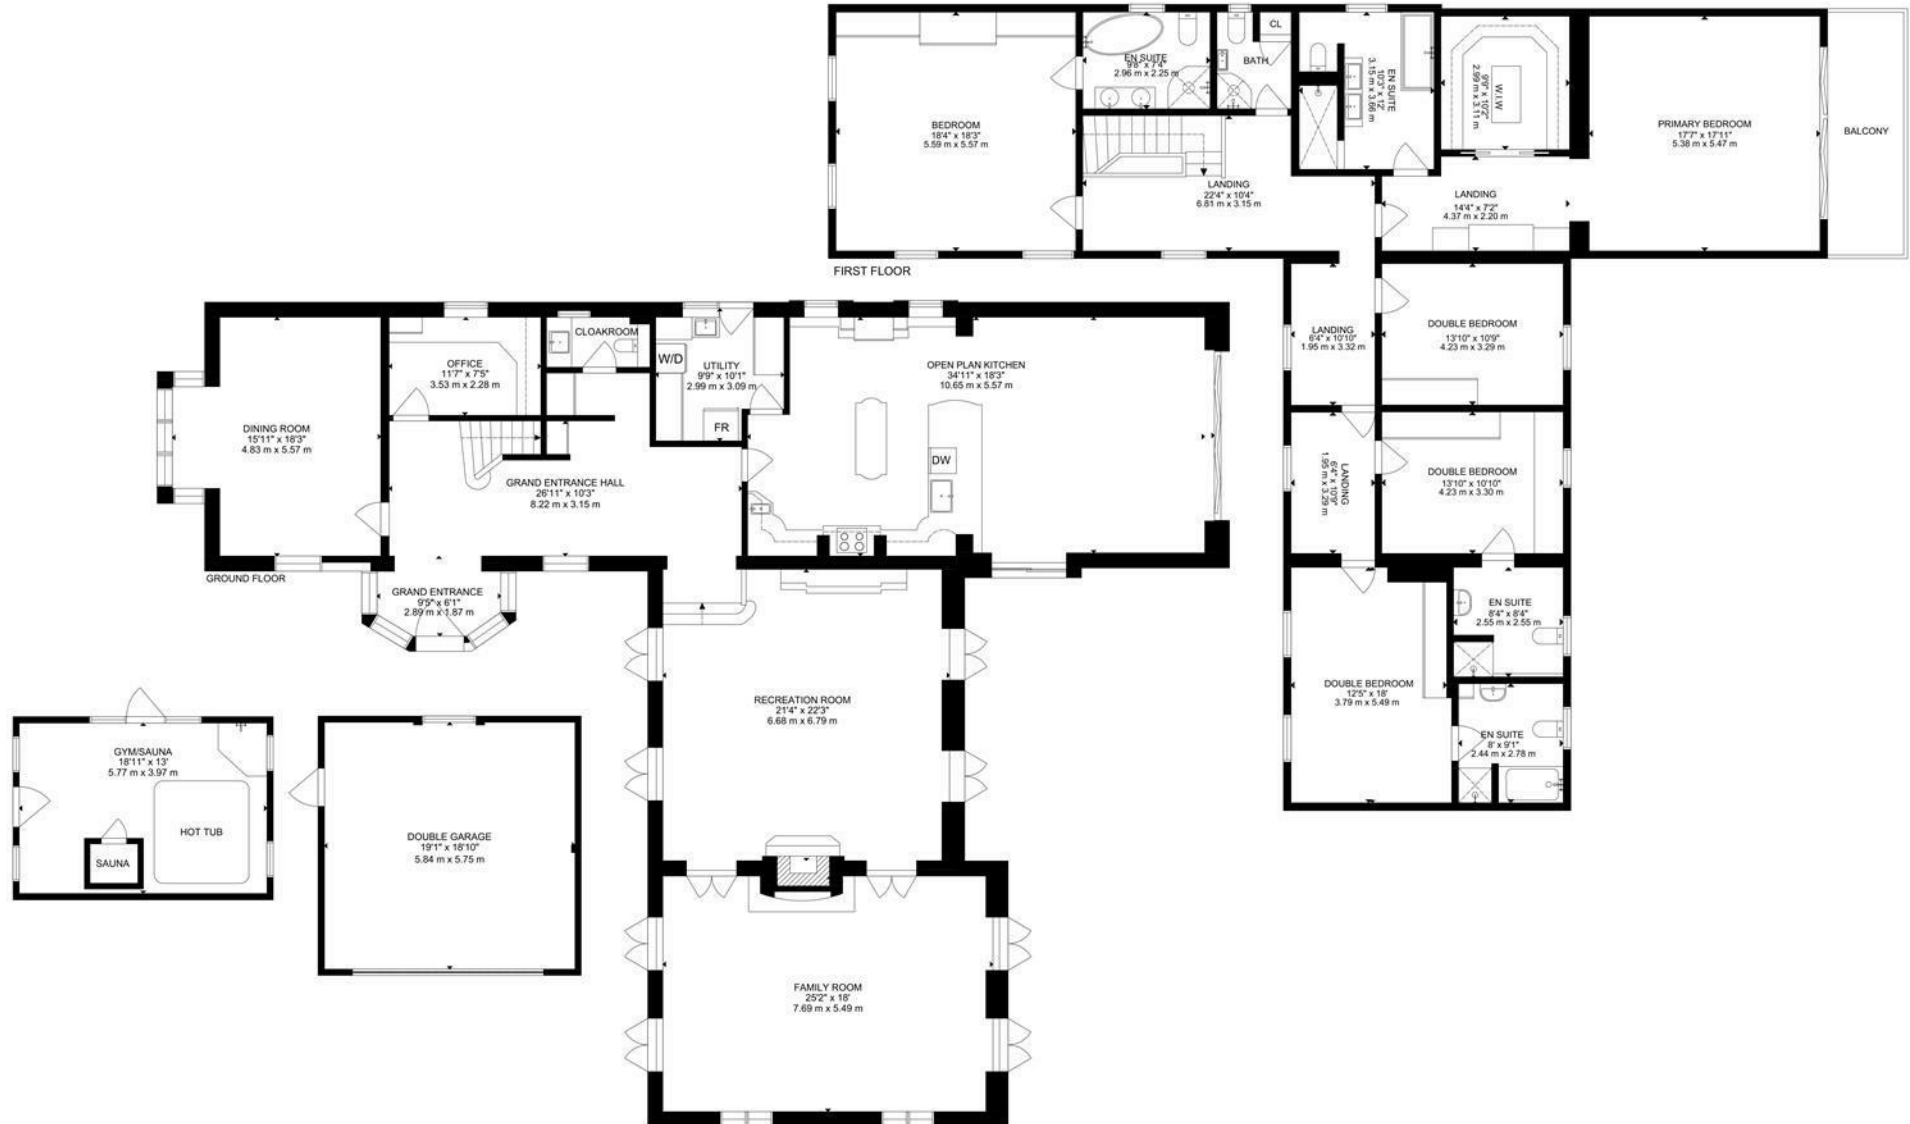 BEDROOM
18'4" x 18'3"
5.59 m x 5.57 m
EN SUITE
9'8" x 7'4"
2.96 m x 2.25 m
BATH
CL
EN SUITE
10'3" x 12'
3.15 m x 3.66 m
W.I.W
9'9" x 10'2"
2.99 m x 3.11 m
PRIMARY BEDROOM
17'7" x 17'11"
5.38 m x 5.47 m
BALCONY
LANDING
22'4" x 10'4"
6.81 m x 3.15 m
LANDING
14'4" x 7'2"
4.37 m x 2.20 m
FIRST FLOOR
LANDING
6'4" x 10'10"
1.95 m x 3.32 m
DOUBLE BEDROOM
13'10" x 10'9"
4.23 m x 3.29 m
LANDING
6'4" x 10'9"
1.95 m x 3.29 m
DOUBLE BEDROOM
13'10" x 10'10"
4.23 m x 3.30 m
DOUBLE BEDROOM
12'5" x 18'
3.79 m x 5.49 m
EN SUITE
8'4" x 8'4"
2.55 m x 2.55 m
EN SUITE
8' x 9'1"
2.44 m x 2.78 m
DINING ROOM
15'11" x 18'3"
4.83 m x 5.57 m
OFFICE
11'7" x 7'5"
3.53 m x 2.28 m
CLOAKROOM
W/D
UTILITY
9'9" x 10'1"
2.99 m x 3.09 m
FR
OPEN PLAN KITCHEN
34'11" x 18'3"
10.65 m x 5.57 m
DW
GRAND ENTRANCE HALL
26'11" x 10'3"
8.22 m x 3.15 m
GROUND FLOOR
GRAND ENTRANCE
9'5" x 6'1"
2.89 m x 1.87 m
RECREATION ROOM
21'4" x 22'3"
6.68 m x 6.79 m
FAMILY ROOM
25'2" x 18'
7.69 m x 5.49 m
GYM/SAUNA
18'11" x 13'
5.77 m x 3.97 m
HOT TUB
SAUNA
DOUBLE GARAGE
19'1" x 18'10"
5.84 m x 5.75 m